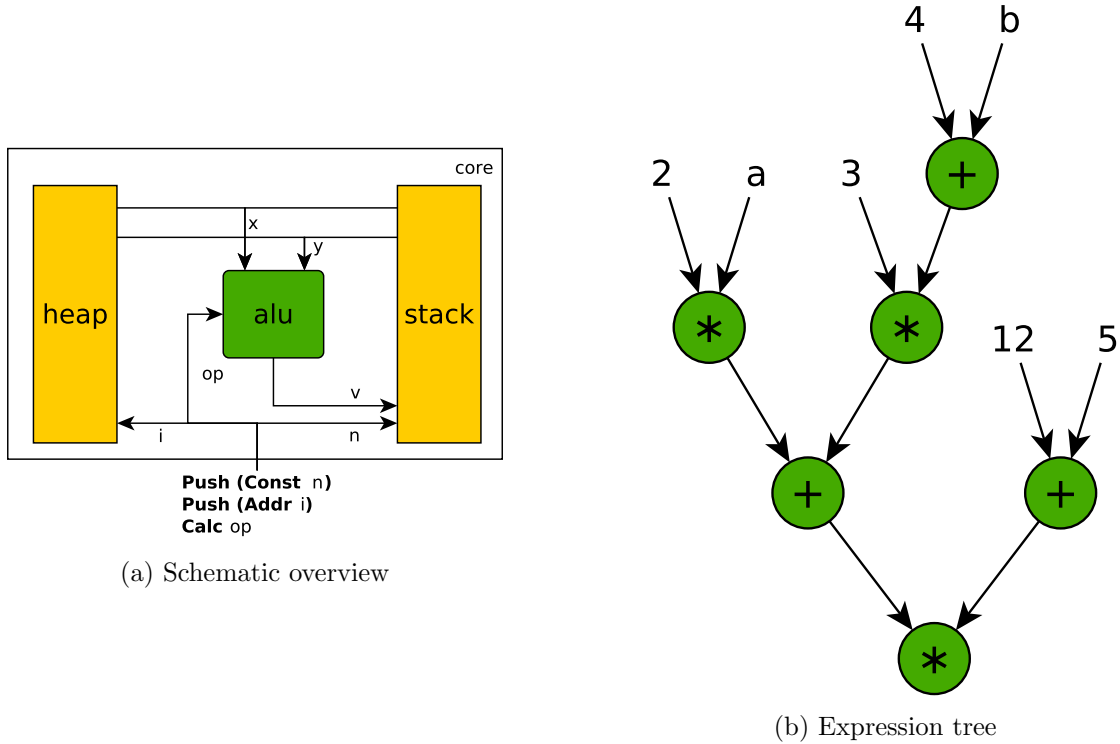 core
heap
x
y
alu
stack
op
v
i
n
Push (Const n)
Push (Addr i)
Calc op
(a) Schematic overview
4 b
+
2 a 3
* *
12 5
+ +
*
(b) Expression tree